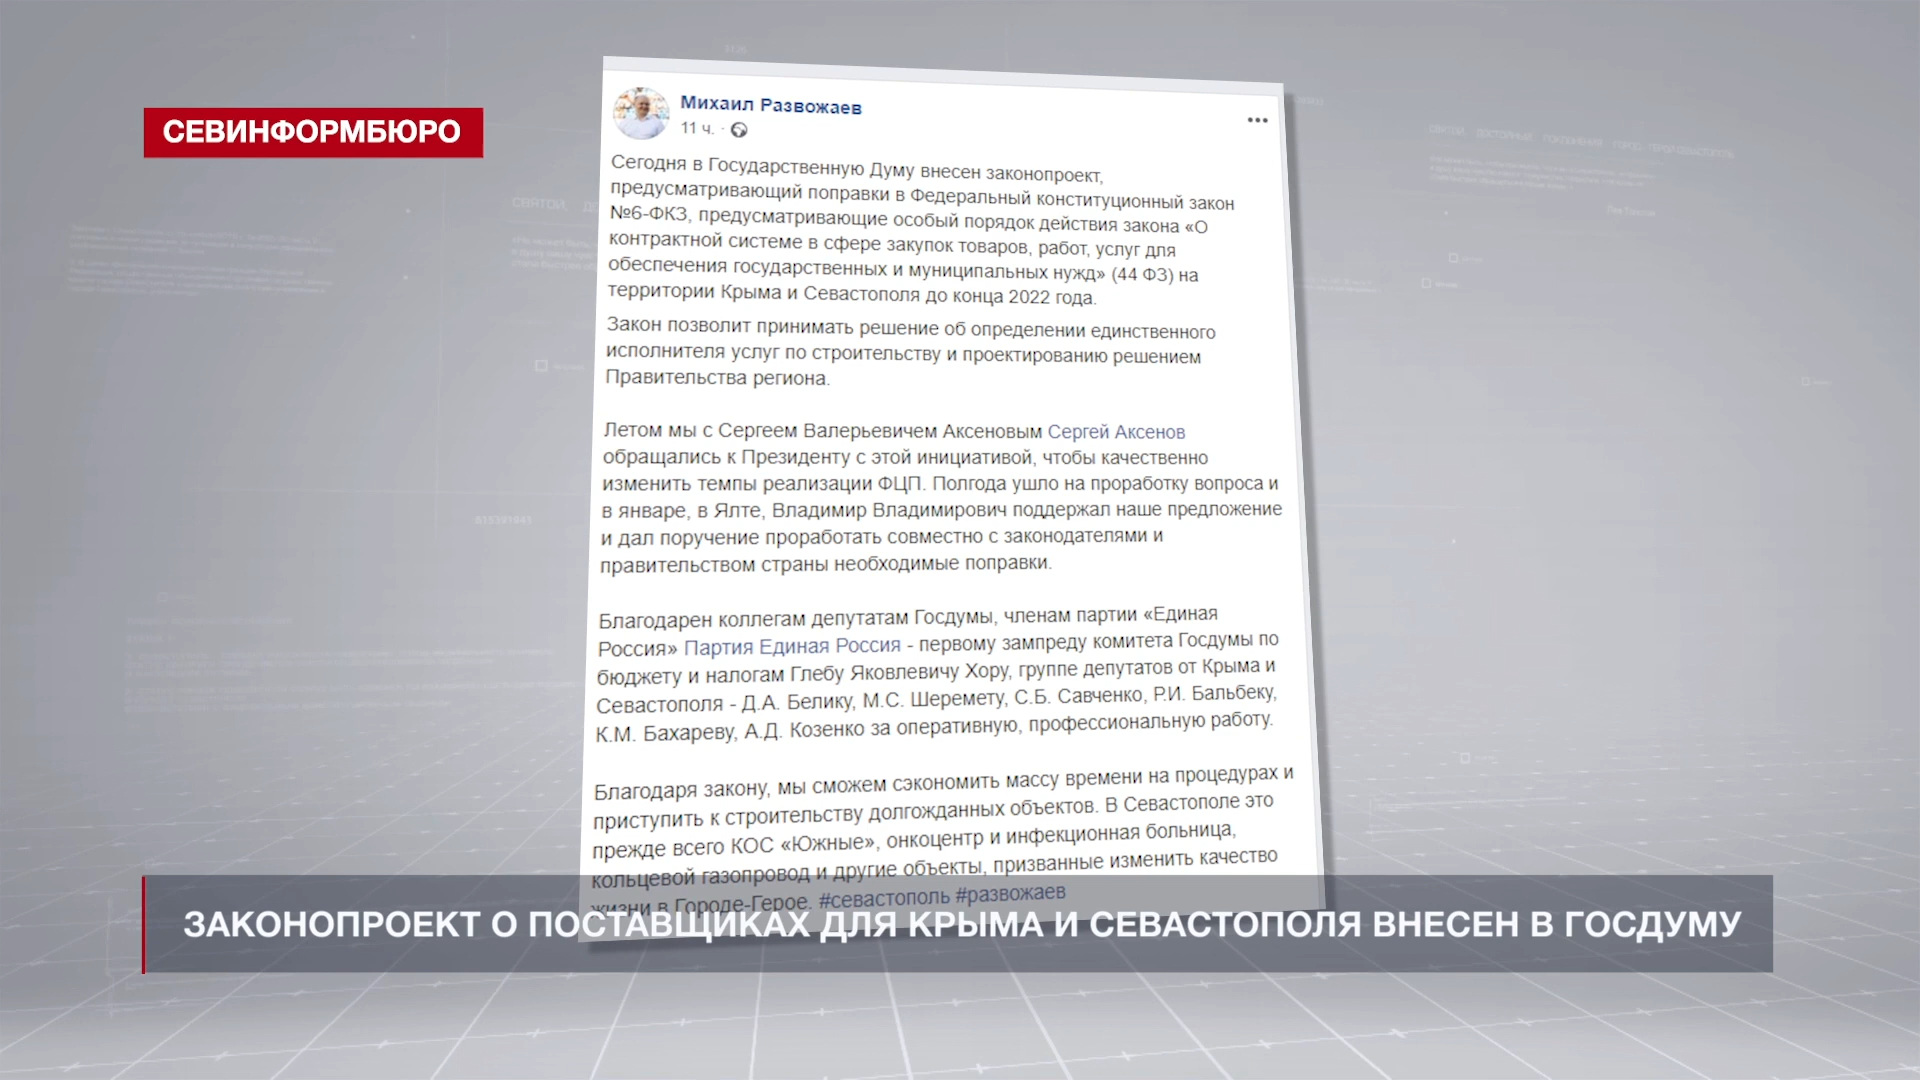 СЕВИНФОРМБЮРО
Михаил Развожаев
11 ч. ·
Сегодня в Государственную Думу внесен законопроект,
предусматривающий поправки в Федеральный конституционный закон
№6-ФКЗ, предусматривающие особый порядок действия закона «О
контрактной системе в сфере закупок товаров, работ, услуг для
обеспечения государственных и муниципальных нужд» (44 ФЗ) на
территории Крыма и Севастополя до конца 2022 года.
Закон позволит принимать решение об определении единственного
исполнителя услуг по строительству и проектированию решением
Правительства региона.
Летом мы с Сергеем Валерьевичем Аксеновым Сергей Аксенов
обращались к Президенту с этой инициативой, чтобы качественно
изменить темпы реализации ФЦП. Полгода ушло на проработку вопроса и
в январе, в Ялте, Владимир Владимирович поддержал наше предложение
и дал поручение проработать совместно с законодателями и
правительством страны необходимые поправки.
Благодарен коллегам депутатам Госдумы, членам партии «Единая
Россия» Партия Единая Россия - первому зампреду комитета Госдумы по
бюджету и налогам Глебу Яковлевичу Хору, группе депутатов от Крыма и
Севастополя - Д.А. Белику, М.С. Шеремету, С.Б. Савченко, Р.И. Бальбеку,
К.М. Бахареву, А.Д. Козенко за оперативную, профессиональную работу.
Благодаря закону, мы сможем сэкономить массу времени на процедурах и
приступить к строительству долгожданных объектов. В Севастополе это
прежде всего КОС «Южные», онкоцентр и инфекционная больница,
кольцевой газопровод и другие объекты, призванные изменить качество
жизни в Городе-Герое. #севастополь #развожаев
ЗАКОНОПРОЕКТ О ПОСТАВЩИКАХ ДЛЯ КРЫМА И СЕВАСТОПОЛЯ ВНЕСЕН В ГОСДУМУ